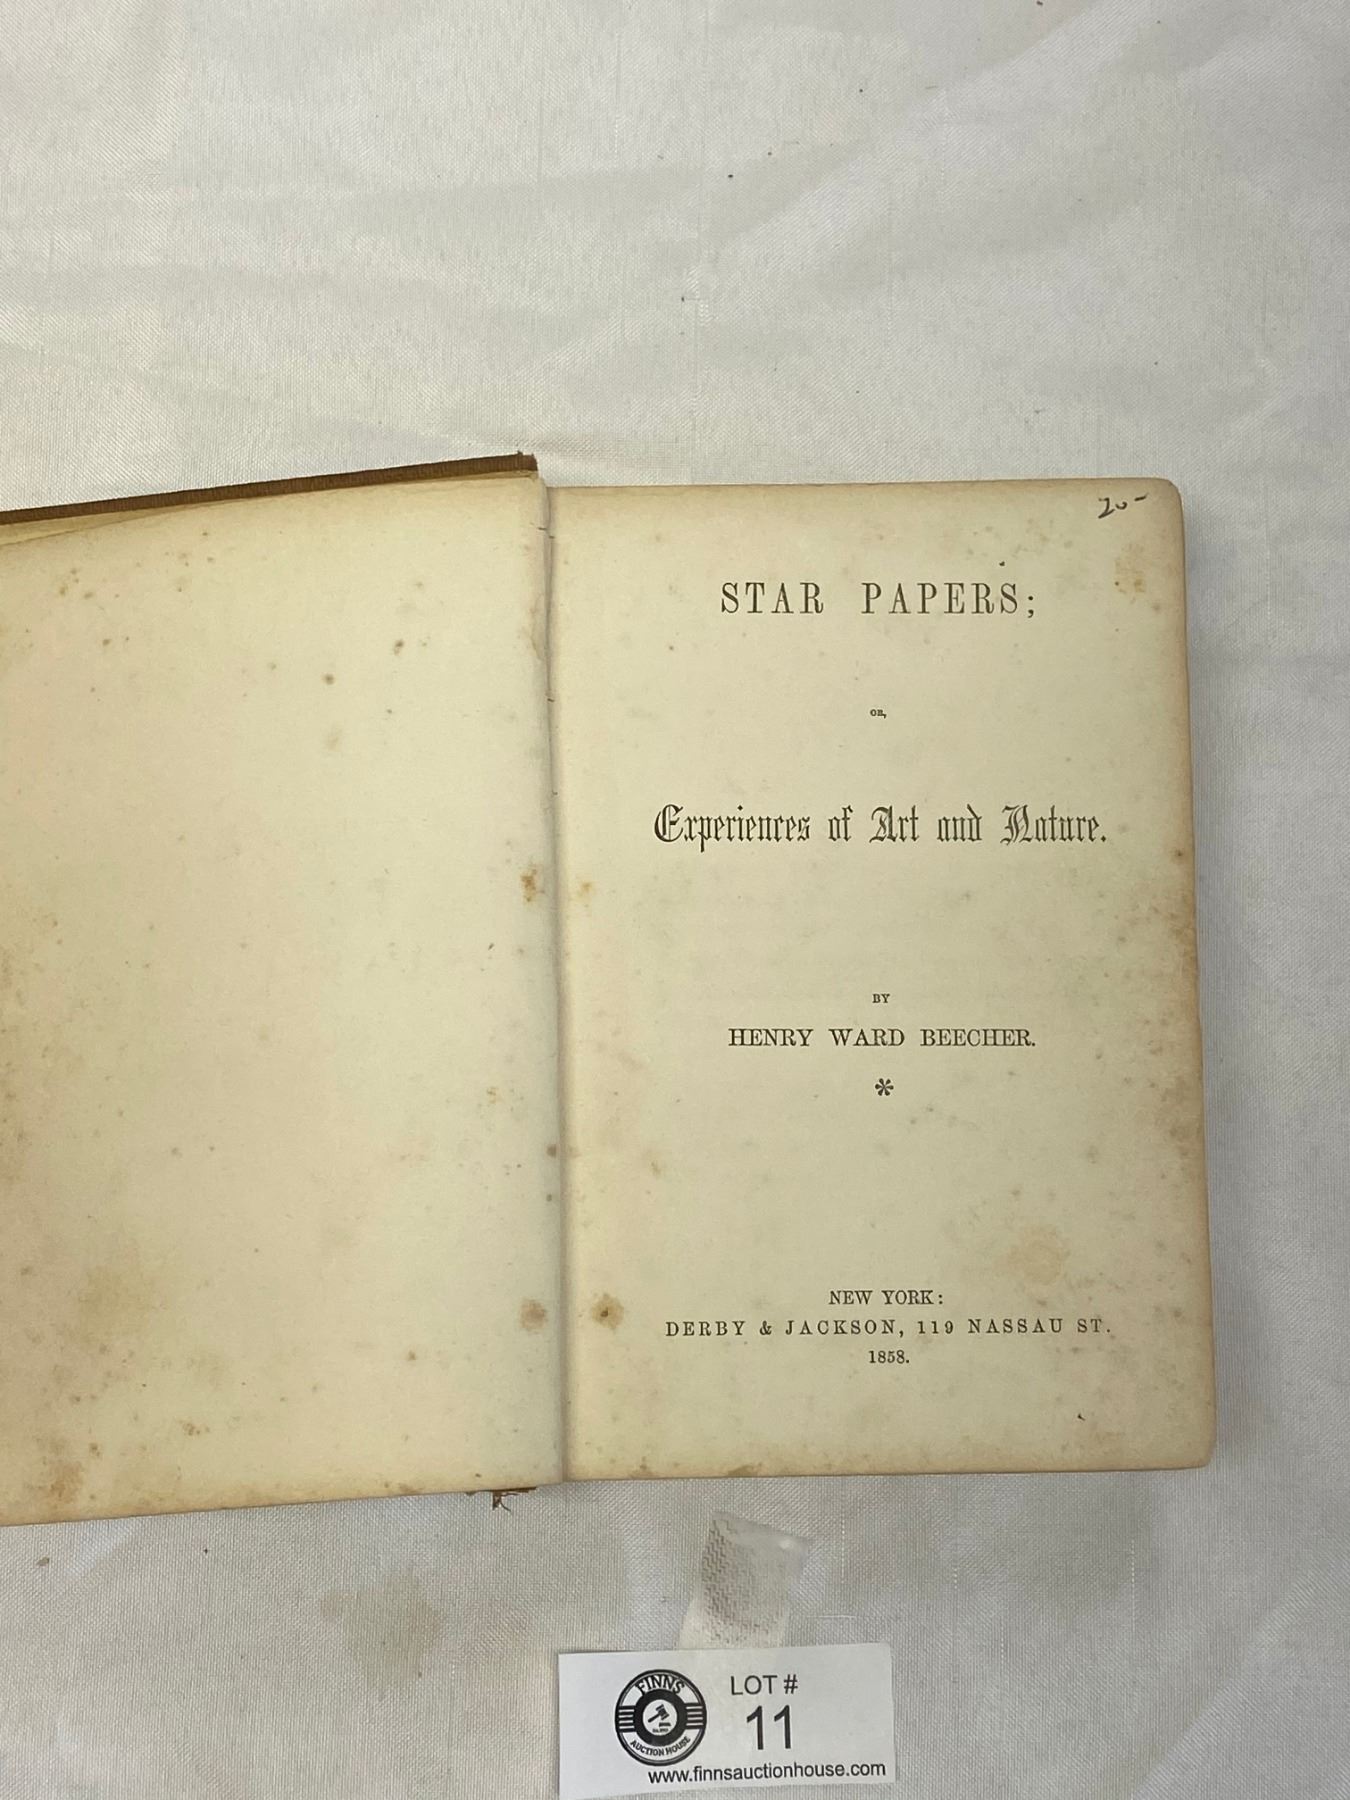 20-
STAR PAPERS;
OR,
Experiences of Art and Nature.
BY
HENRY WARD BEECHER.
*
NEW YORK:
DERBY & JACKSON, 119 NASSAU ST.
1858.
FINNS
AUCTION HOUSE
LOT #
11
www.finnsauctionhouse.com